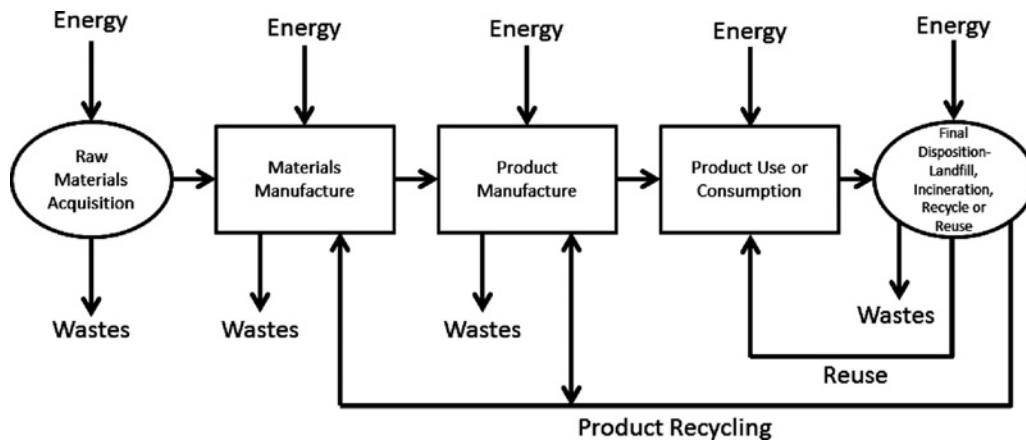 Energy
Energy
Energy
Energy
Energy
Raw
Materials
Acquisition
Materials
Manufacture
Product
Manufacture
Product Use or
Consumption
Final
Disposition-
Landfill,
Incineration,
Recycle or
Reuse
Wastes
Wastes
Wastes
Wastes
Reuse
Product Recycling